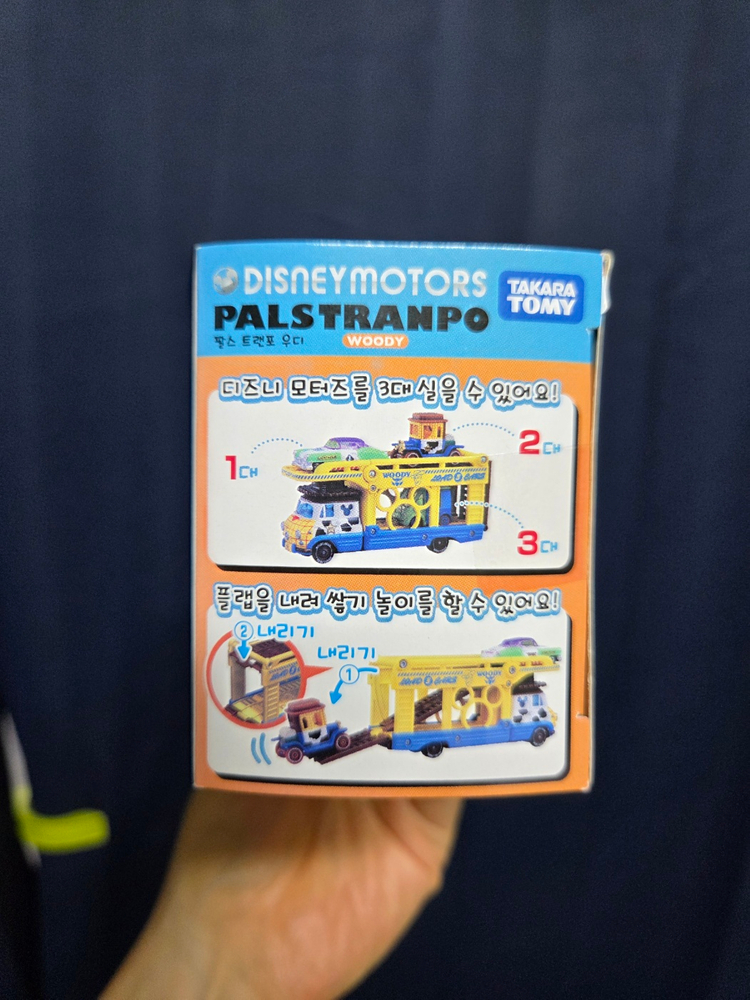 DISNEYMOTORS
TAKARA
TOMY
PALSTRANPO
팔스 트랜포 우디
WOODY
디즈니 모터즈를 3대 실을 수 있어요!
1대
2대
WOODY
3대
플랩을 내려 쌓기 놀이를 할 수 있어요!
② 내리기
내리기
①
WOODY